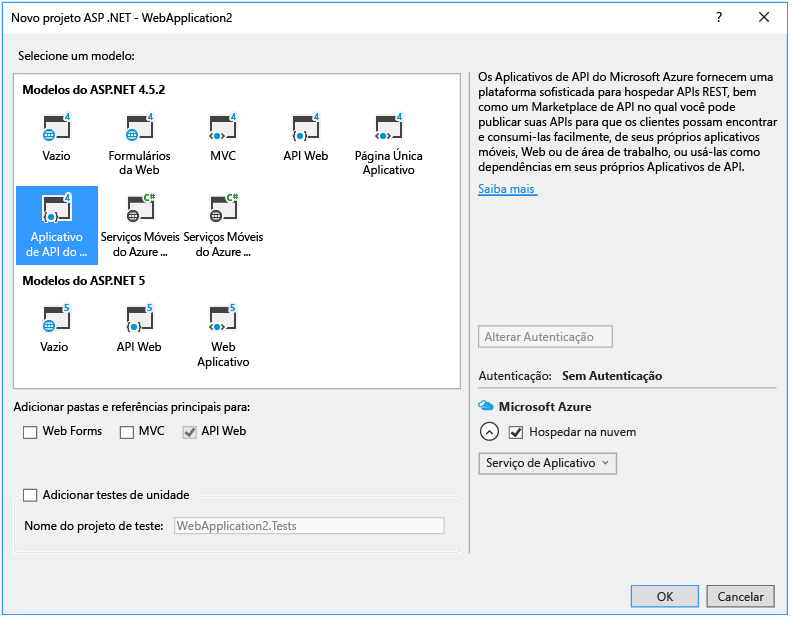 Novo projeto ASP .NET - WebApplication2
?
Selecione um modelo:
Modelos do ASP.NET 4.5.2
4 4 4 4 4
Vazio Formulários da Web MVC API Web Página Única Aplicativo
4 C# C#
Aplicativo de API do ... Serviços Móveis do Azure ... Serviços Móveis do Azure ...
Modelos do ASP.NET 5
5 5 5
Vazio API Web Web Aplicativo
Os Aplicativos de API do Microsoft Azure fornecem uma
plataforma sofisticada para hospedar APIs REST, bem
como um Marketplace de API no qual você pode
publicar suas APIs para que os clientes possam encontrar
e consumi-las facilmente, de seus próprios aplicativos
móveis, Web ou de área de trabalho, ou usá-las como
dependências em seus próprios Aplicativos de API.
Saiba mais
Alterar Autenticação
Autenticação: Sem Autenticação
Microsoft Azure
Hospedar na nuvem
Serviço de Aplicativo
Adicionar pastas e referências principais para:
Web Forms MVC API Web
Adicionar testes de unidade
Nome do projeto de teste: WebApplication2.Tests
OK Cancelar